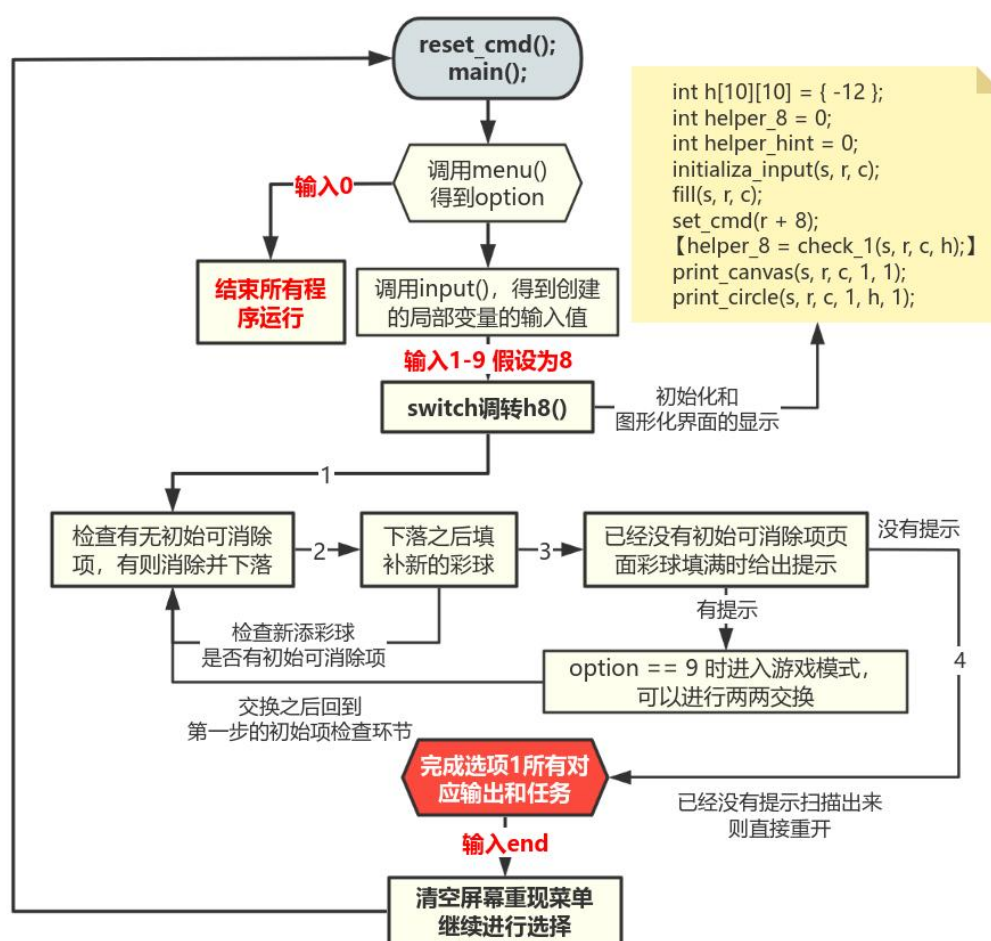 reset_cmd();
main();
int h[10][10] = { -12 };
int helper_8 = 0;
int helper_hint = 0;
initializa_input(s, r, c);
fill(s, r, c);
set_cmd(r + 8);
【helper_8 = check_1(s, r, c, h);】
print_canvas(s, r, c, 1, 1);
print_circle(s, r, c, 1, h, 1);
调用menu()
得到option
输入0
结束所有程
序运行
调用input()，得到创建
的局部变量的输入值
输入1-9 假设为8
switch调转h8()
初始化和
图形化界面的显示
1
检查有无初始可消除
项，有则消除并下落
2
下落之后填
补新的彩球
3
已经没有初始可消除项页
面彩球填满时给出提示
没有提示
有提示
检查新添彩球
是否有初始可消除项
4
option == 9 时进入游戏模式，
可以进行两两交换
交换之后回到
第一步的初始项检查环节
完成选项1所有对
应输出和任务
已经没有提示扫描出来
则直接重开
输入end
清空屏幕重现菜单
继续进行选择